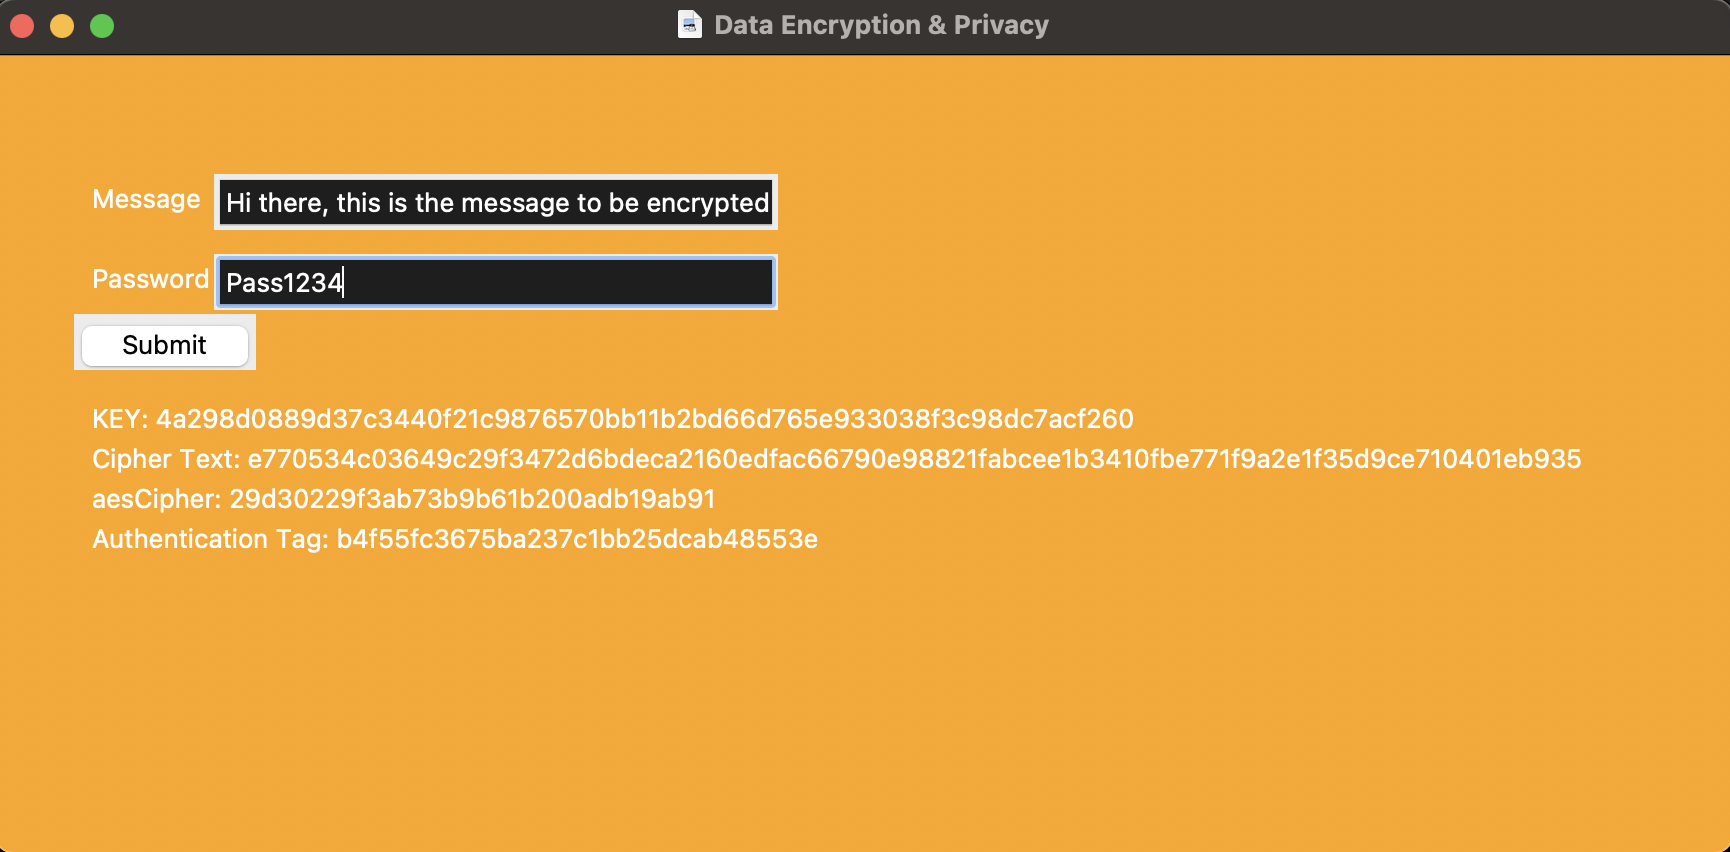 Data Encryption & Privacy
Message Hi there, this is the message to be encrypted
Password Pass1234
Submit
KEY: 4a298d0889d37c3440f21c9876570bb11b2bd66d765e933038f3c98dc7acf260
Cipher Text: e770534c03649c29f3472d6bdeca2160edfac66790e98821fabcee1b3410fbe771f9a2e1f35d9ce710401eb935
aesCipher: 29d30229f3ab73b9b61b200adb19ab91
Authentication Tag: b4f55fc3675ba237c1bb25dcab48553e